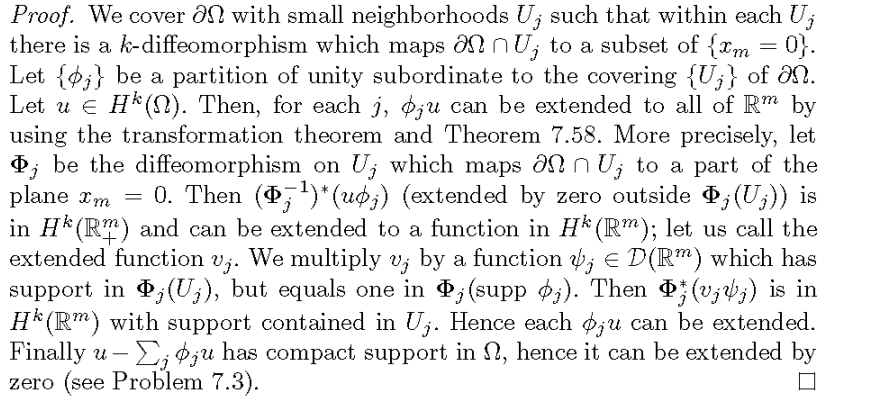 Proof. We cover ∂Ω with small neighborhoods U_j such that within each U_j
there is a k-diffeomorphism which maps ∂Ω ∩ U_j to a subset of {x_m = 0}.
Let {ϕ_j} be a partition of unity subordinate to the covering {U_j} of ∂Ω.
Let u ∈ H^k(Ω). Then, for each j, ϕ_j u can be extended to all of ℝ^m by
using the transformation theorem and Theorem 7.58. More precisely, let
Φ_j be the diffeomorphism on U_j which maps ∂Ω ∩ U_j to a part of the
plane x_m = 0. Then (Φ_j^{-1})^*(uϕ_j) (extended by zero outside Φ_j(U_j)) is
in H^k(ℝ^m_+) and can be extended to a function in H^k(ℝ^m); let us call the
extended function v_j. We multiply v_j by a function ψ_j ∈ 𝒟(ℝ^m) which has
support in Φ_j(U_j), but equals one in Φ_j(supp ϕ_j). Then Φ_j^*(v_jψ_j) is in
H^k(ℝ^m) with support contained in U_j. Hence each ϕ_j u can be extended.
Finally u − ∑_j ϕ_j u has compact support in Ω, hence it can be extended by
zero (see Problem 7.3). □